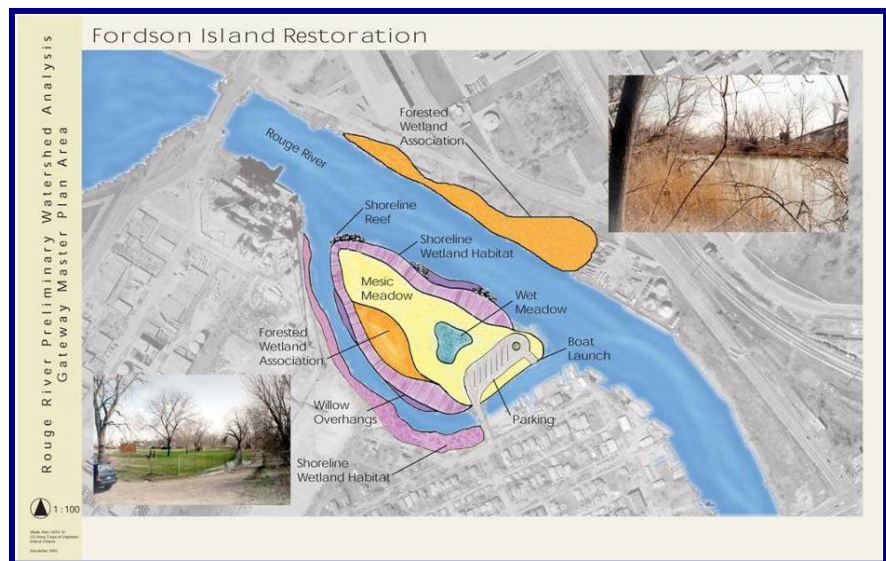 Fordson Island Restoration
Rouge River Preliminary Watershed Analysis
Gateway Master Plan Area
Rouge River
Forested
Wetland
Association
Shoreline
Reef
Shoreline
Wetland Habitat
Mesic
Meadow
Wet
Meadow
Forested
Wetland
Association
Boat
Launch
Willow
Overhangs
Parking
Shoreline
Wetland Habitat
1 : 100
US Army Corps of Engineers
Detroit District
December 2002